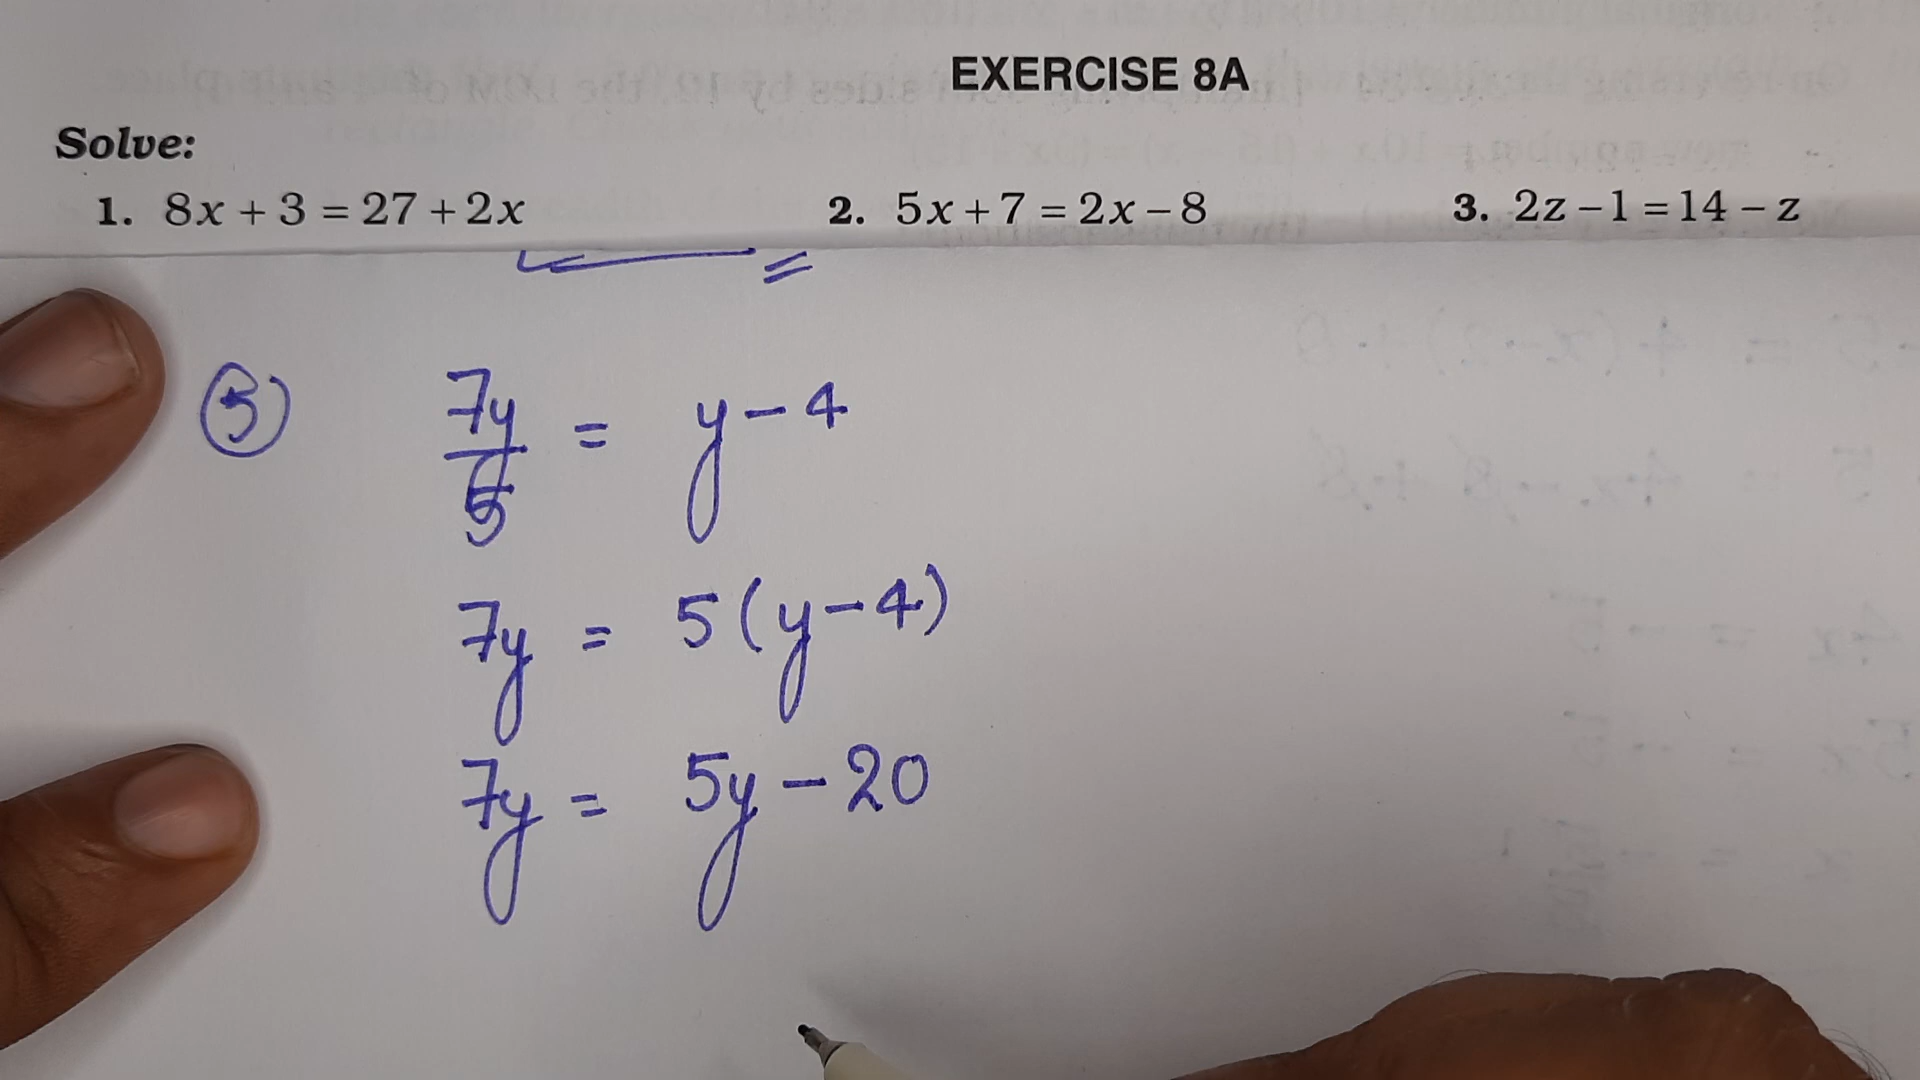 EXERCISE 8A
Solve:
1. 8x + 3 = 27 + 2x 2. 5x + 7 = 2x − 8 3. 2z − 1 = 14 − z
5) 7y/5 = y − 4
7y = 5(y − 4)
7y = 5y − 20